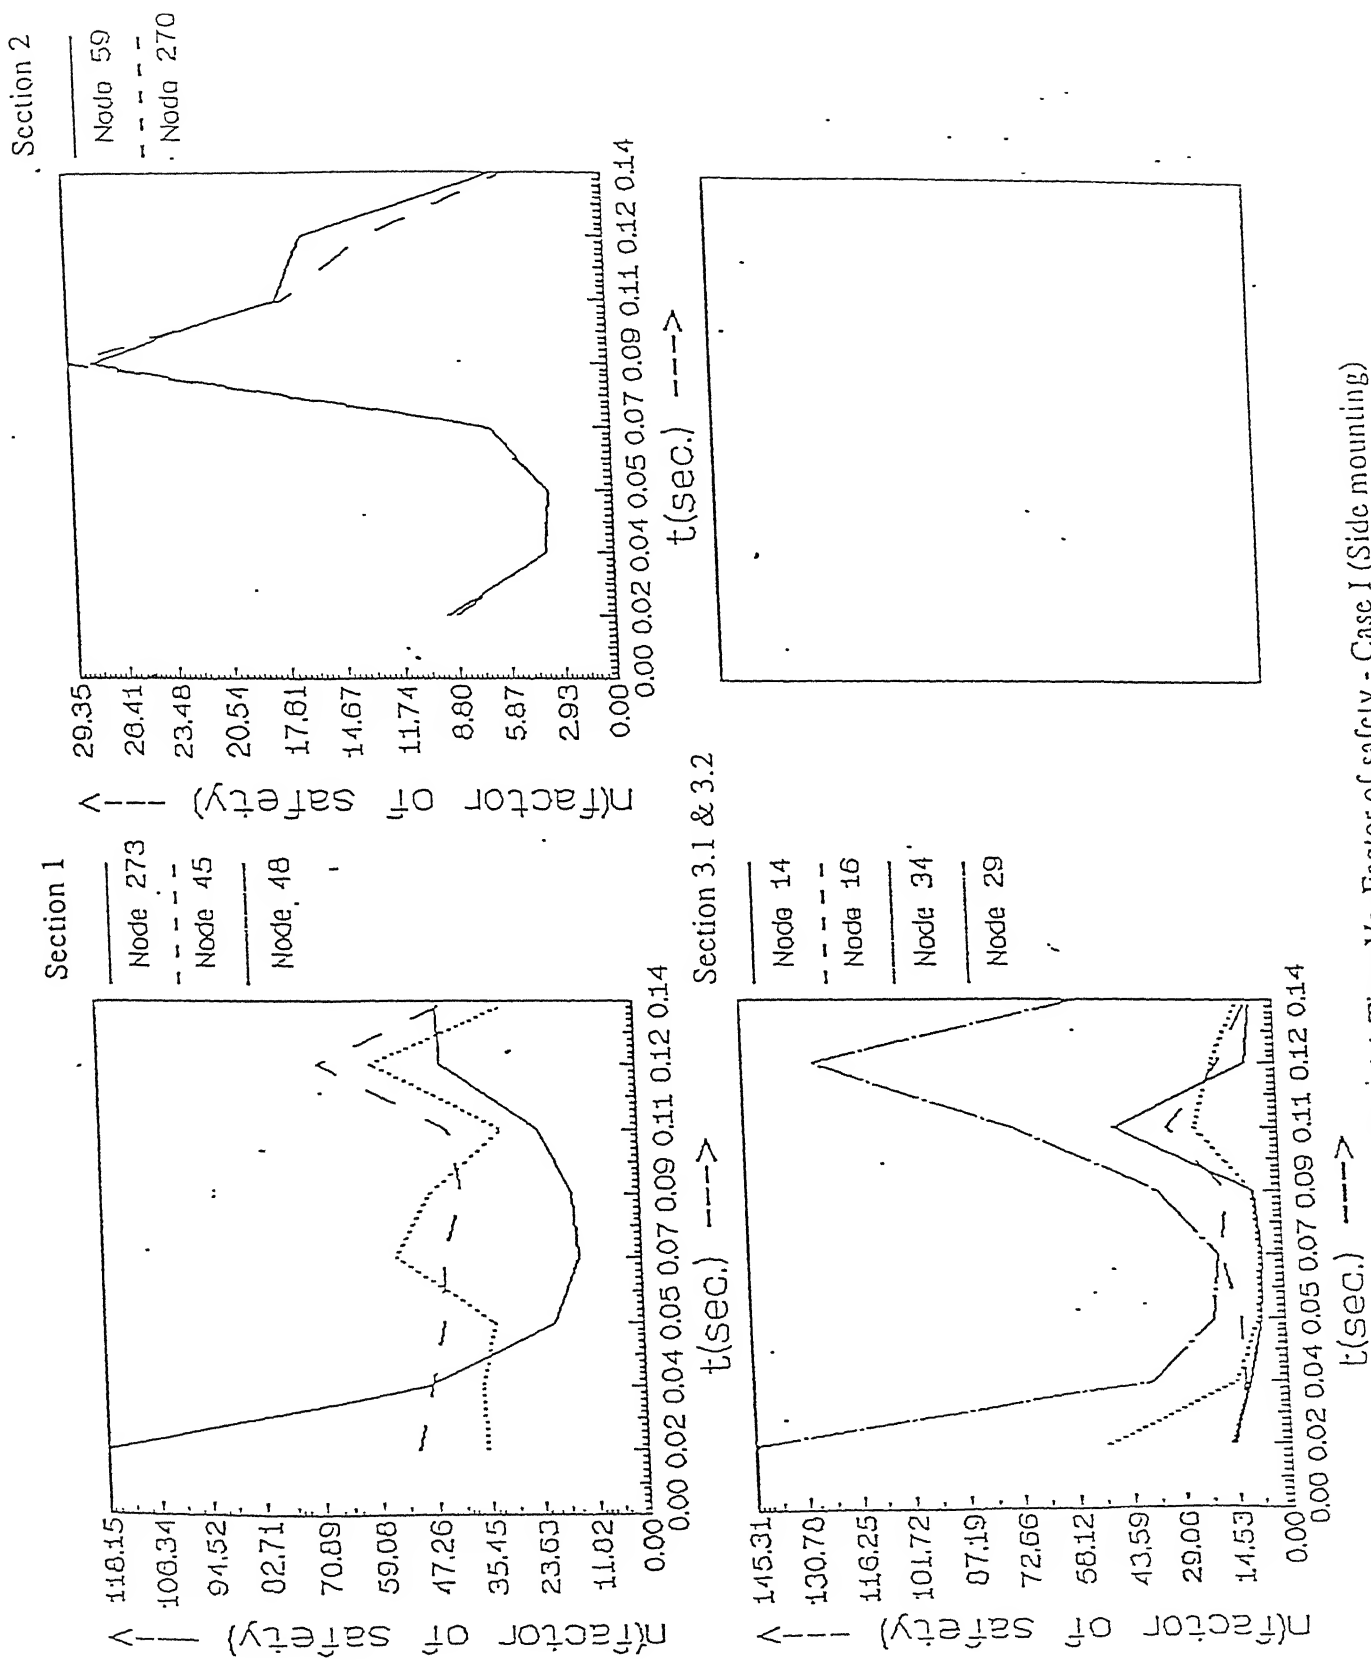 Section 1
Node 273
Node 45
Node 48
n(factor of safety) --->
118.15
106.34
94.52
82.71
70.89
59.08
47.26
35.45
23.63
11.82
0.00
0.00 0.02 0.04 0.05 0.07 0.09 0.11 0.12 0.14
t(sec.) --->
Section 2
Node 59
Node 270
n(factor of safety) --->
29.35
26.41
23.48
20.54
17.61
14.67
11.74
8.80
5.87
2.93
0.00
0.00 0.02 0.04 0.05 0.07 0.09 0.11 0.12 0.14
t(sec.) --->
Section 3.1 & 3.2
Node 14
Node 16
Node 34
Node 29
n(factor of safety) --->
145.31
130.78
116.25
101.72
87.19
72.66
58.12
43.59
29.06
14.53
0.00
0.00 0.02 0.04 0.05 0.07 0.09 0.11 0.12 0.14
t(sec.) --->
Factor of safety - Case I (Side mounting)